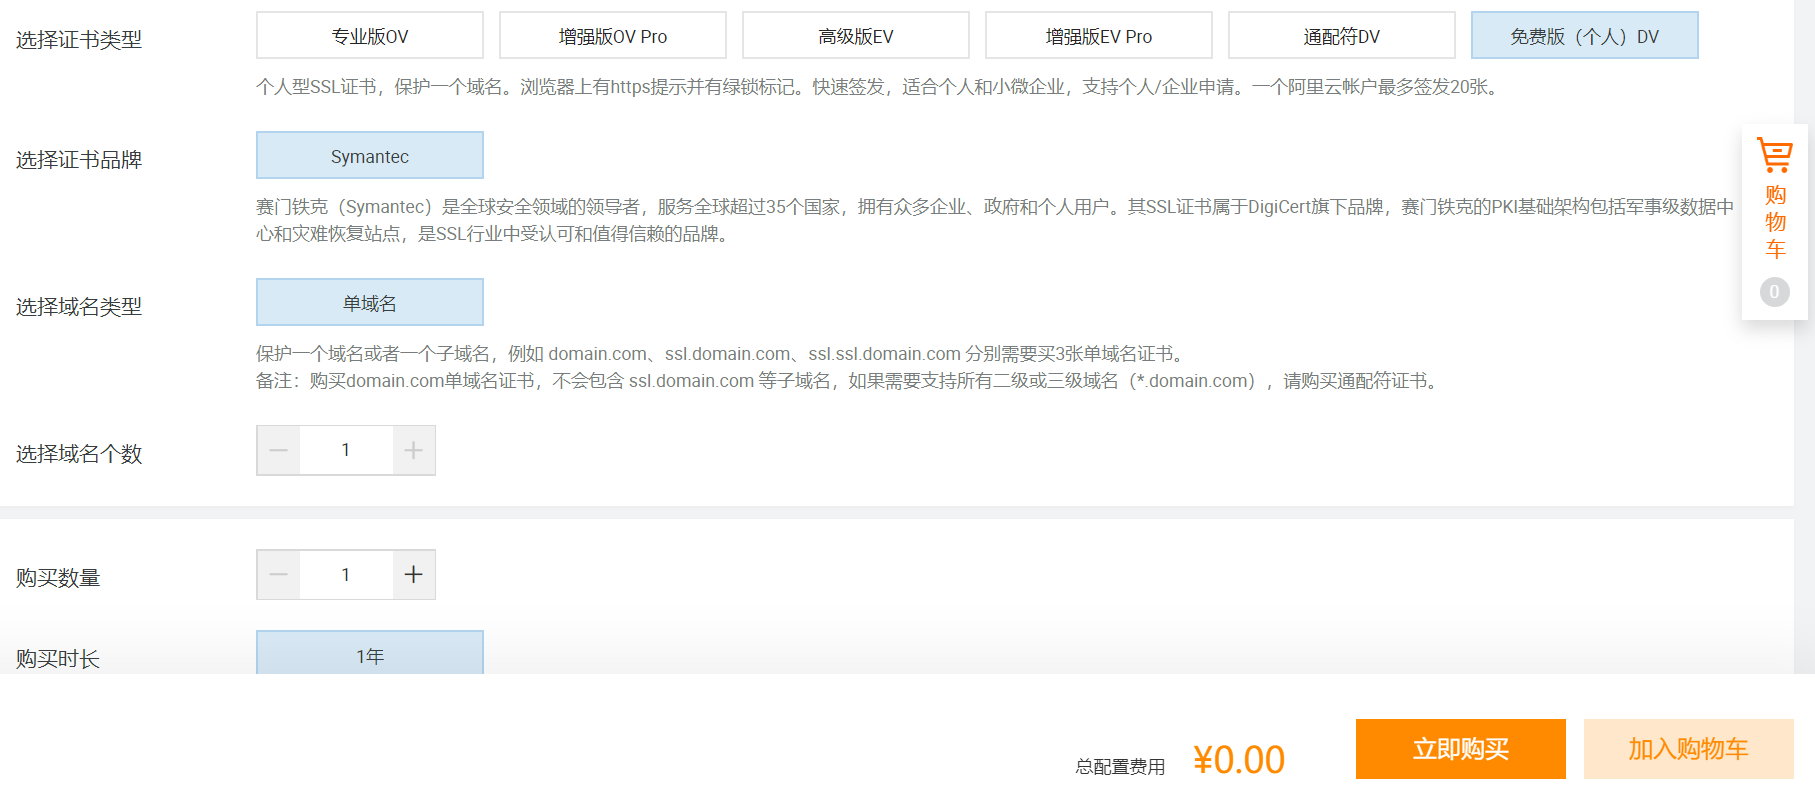 选择证书类型
专业版OV
增强版OV Pro
高级版EV
增强版EV Pro
通配符DV
免费版（个人）DV
个人型SSL证书，保护一个域名。浏览器上有https提示并有绿锁标记。快速签发，适合个人和小微企业，支持个人/企业申请。一个阿里云帐户最多签发20张。
选择证书品牌
Symantec
赛门铁克（Symantec）是全球安全领域的领导者，服务全球超过35个国家，拥有众多企业、政府和个人用户。其SSL证书属于DigiCert旗下品牌，赛门铁克的PKI基础架构包括军事级数据中
心和灾难恢复站点，是SSL行业中受认可和值得信赖的品牌。
选择域名类型
单域名
保护一个域名或者一个子域名，例如 domain.com、ssl.domain.com、ssl.ssl.domain.com 分别需要买3张单域名证书。
备注：购买domain.com单域名证书，不会包含 ssl.domain.com 等子域名，如果需要支持所有二级或三级域名（*.domain.com），请购买通配符证书。
选择域名个数
1
购买数量
1
购买时长
1年
总配置费用
¥0.00
立即购买
加入购物车
购
物
车
0